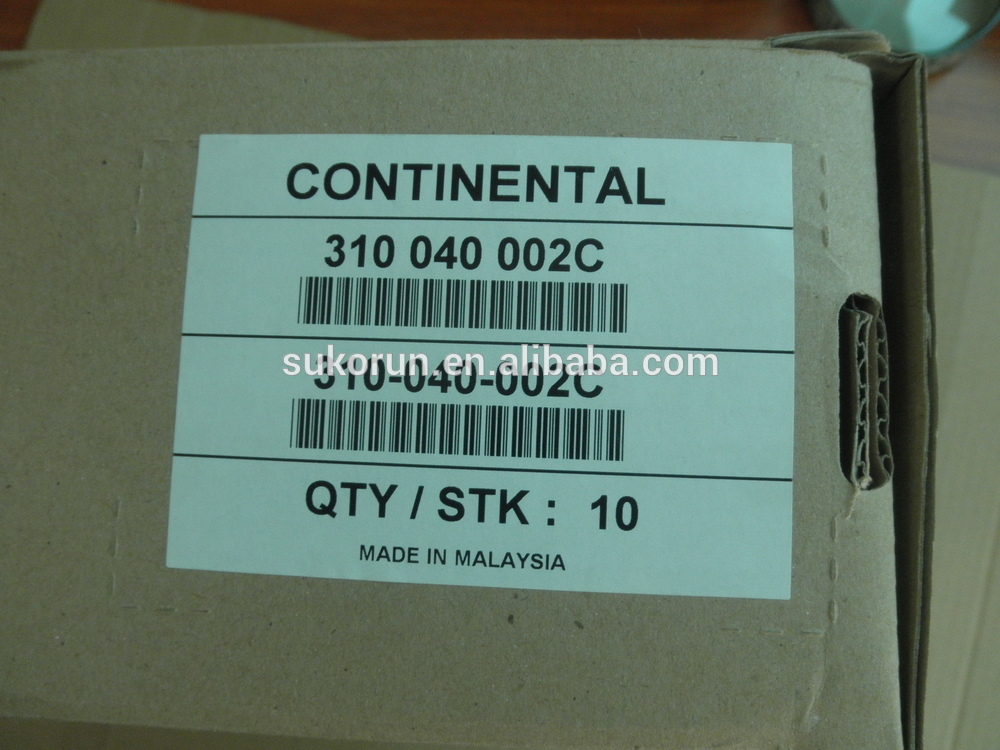 CONTINENTAL
310 040 002C
sukorun.en.alibaba.com
310-040-002C
QTY / STK : 10
MADE IN MALAYSIA